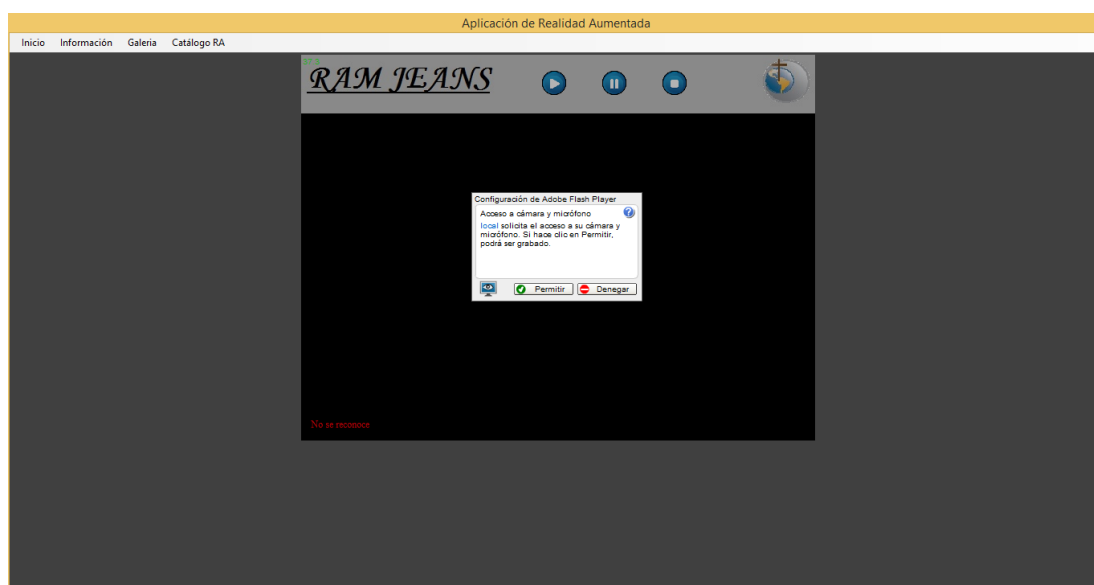 Aplicación de Realidad Aumentada
Inicio Información Galeria Catálogo RA
RAM JEANS
Configuración de Adobe Flash Player
Acceso a cámara y micrófono
local solicita el acceso a su cámara y
micrófono. Si hace clic en Permitir,
podrá ser grabado.
Permitir Denegar
No se reconoce